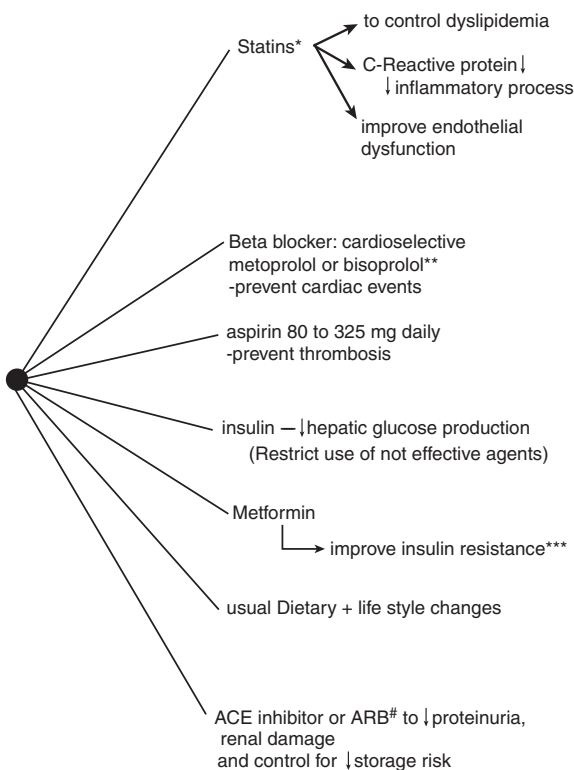 Statins*
to control dyslipidemia
C-Reactive protein↓
↓inflammatory process
improve endothelial
dysfunction
Beta blocker: cardioselective
metoprolol or bisoprolol**
-prevent cardiac events
aspirin 80 to 325 mg daily
-prevent thrombosis
insulin –↓hepatic glucose production
(Restrict use of not effective agents)
Metformin
improve insulin resistance***
usual Dietary + life style changes
ACE inhibitor or ARB# to ↓proteinuria,
renal damage
and control for ↓storage risk